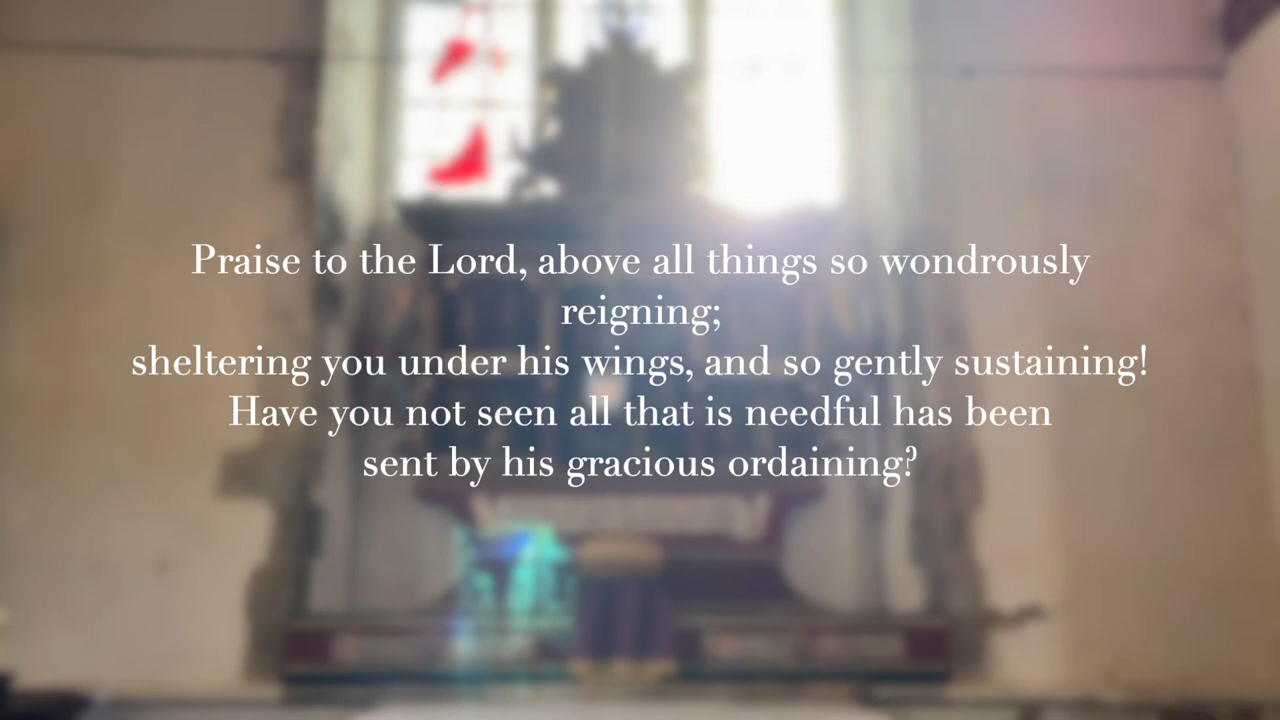 Praise to the Lord, above all things so wondrously
reigning;
sheltering you under his wings, and so gently sustaining!
Have you not seen all that is needful has been
sent by his gracious ordaining?